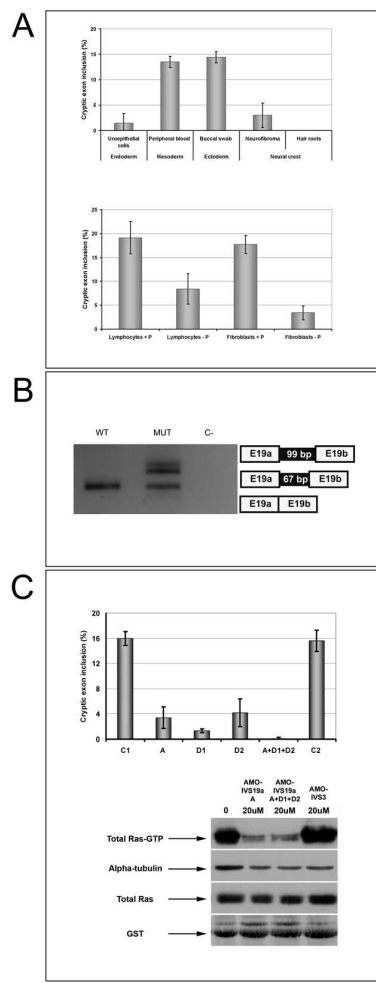 A
Cryptic exon inclusion (%)
20
15
10
5
0
Uroepithelial cells Peripheral blood Buccal swab Neurofibroma Hair roots
Endoderm Mesoderm Ectoderm Neural crest
Cryptic exon inclusion (%)
25
20
15
10
5
0
Lymphocytes + P Lymphocytes - P Fibroblasts + P Fibroblasts - P
B
WT MUT C-
E19a 99 bp E19b
E19a 67 bp E19b
E19a E19b
C
Cryptic exon inclusion (%)
20
16
12
8
4
0
C1 A D1 D2 A+D1+D2 C2
0
AMO-IVS19a A 20uM
AMO-IVS19a A+D1+D2 20uM
AMO-IVS3 20uM
Total Ras-GTP
Alpha-tubulin
Total Ras
GST